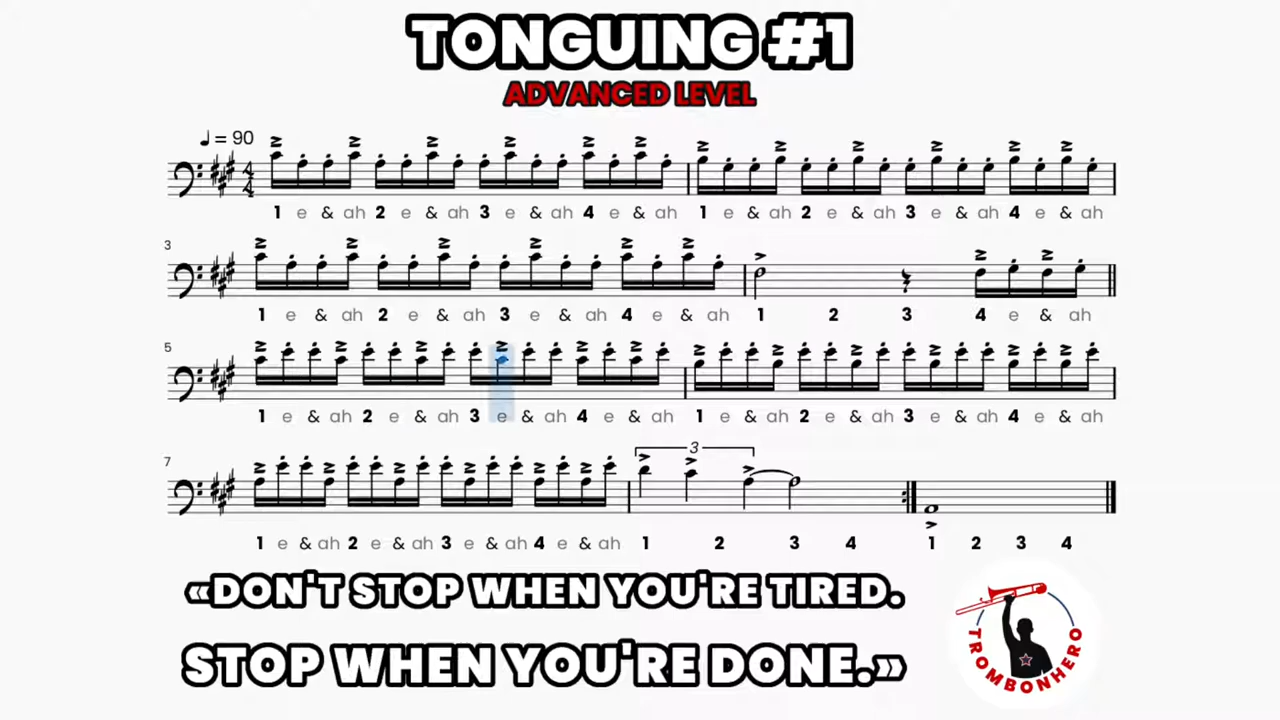 TONGUING #1
ADVANCED LEVEL
♩ = 90
1 e & ah 2 e & ah 3 e & ah 4 e & ah 1 e & ah 2 e & ah 3 e & ah 4 e & ah
3
1 e & ah 2 e & ah 3 e & ah 4 e & ah 1 2 3 4 e & ah
5
1 e & ah 2 e & ah 3 e & ah 4 e & ah 1 e & ah 2 e & ah 3 e & ah 4 e & ah
7
3
1 e & ah 2 e & ah 3 e & ah 4 e & ah 1 2 3 4 1 2 3 4
«DON'T STOP WHEN YOU'RE TIRED.
STOP WHEN YOU'RE DONE.»
TROMBONHERO